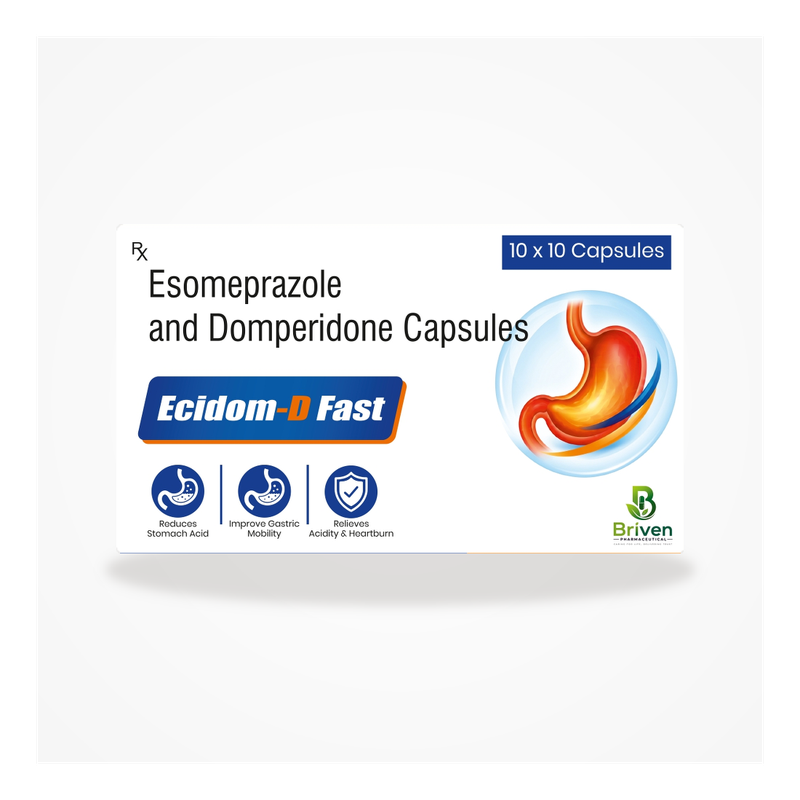 Rx
10 x 10 Capsules
Esomeprazole
and Domperidone Capsules
Ecidom-D Fast
Reduces
Stomach Acid
Improve Gastric
Mobility
Relieves
Acidity & Heartburn
Briven
PHARMACEUTICAL